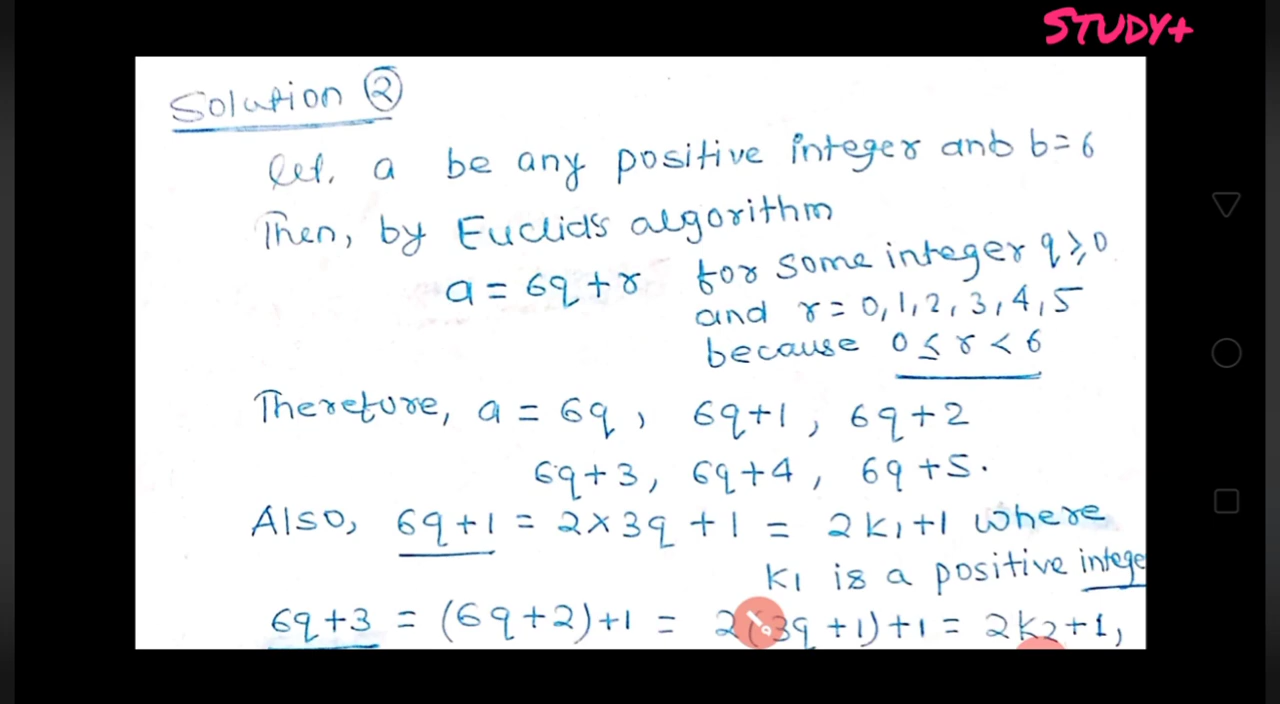 STUDY+
Solution ②
let, a be any positive integer and b=6
Then, by Euclid's algorithm
a = 6q + r for some integer q ≥ 0
and r = 0, 1, 2, 3, 4, 5
because 0 ≤ r < 6
Therefore, a = 6q, 6q+1, 6q+2
6q+3, 6q+4, 6q+5.
Also, 6q+1 = 2×3q + 1 = 2k1+1 where
k1 is a positive intege
6q+3 = (6q+2)+1 = 2(3q+1)+1 = 2k2+1,